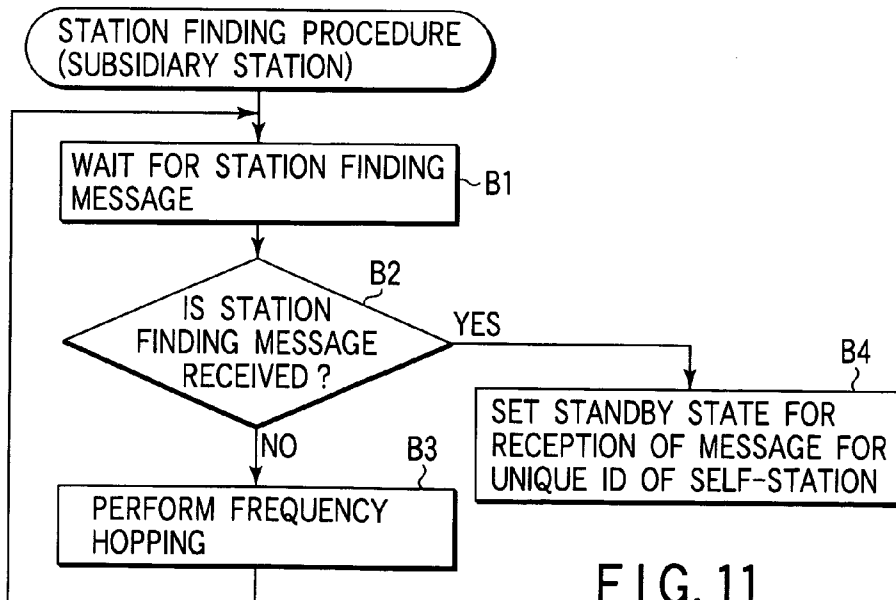 STATION FINDING PROCEDURE
(SUBSIDIARY STATION)
WAIT FOR STATION FINDING
MESSAGE
B1
B2
IS STATION
FINDING MESSAGE
RECEIVED ?
YES
NO
B4
SET STANDBY STATE FOR
RECEPTION OF MESSAGE FOR
UNIQUE ID OF SELF-STATION
B3
PERFORM FREQUENCY
HOPPING
FIG. 11